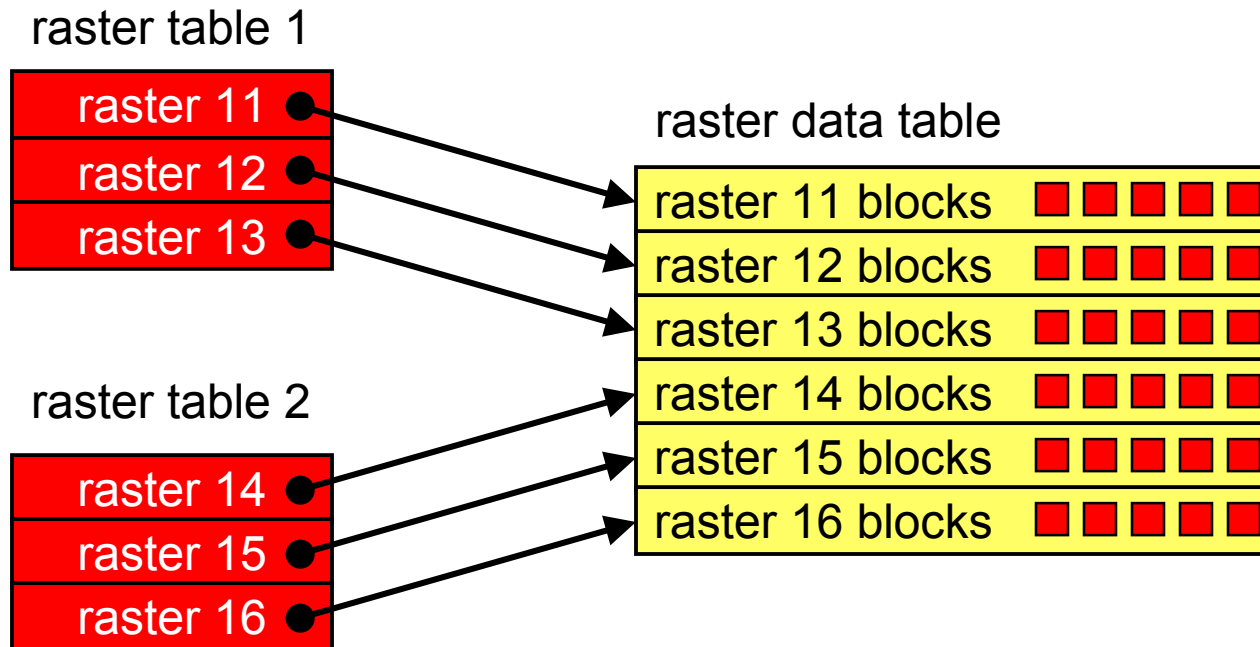 raster table 1
raster 11
raster 12
raster 13
raster table 2
raster 14
raster 15
raster 16
raster data table
raster 11 blocks
raster 12 blocks
raster 13 blocks
raster 14 blocks
raster 15 blocks
raster 16 blocks